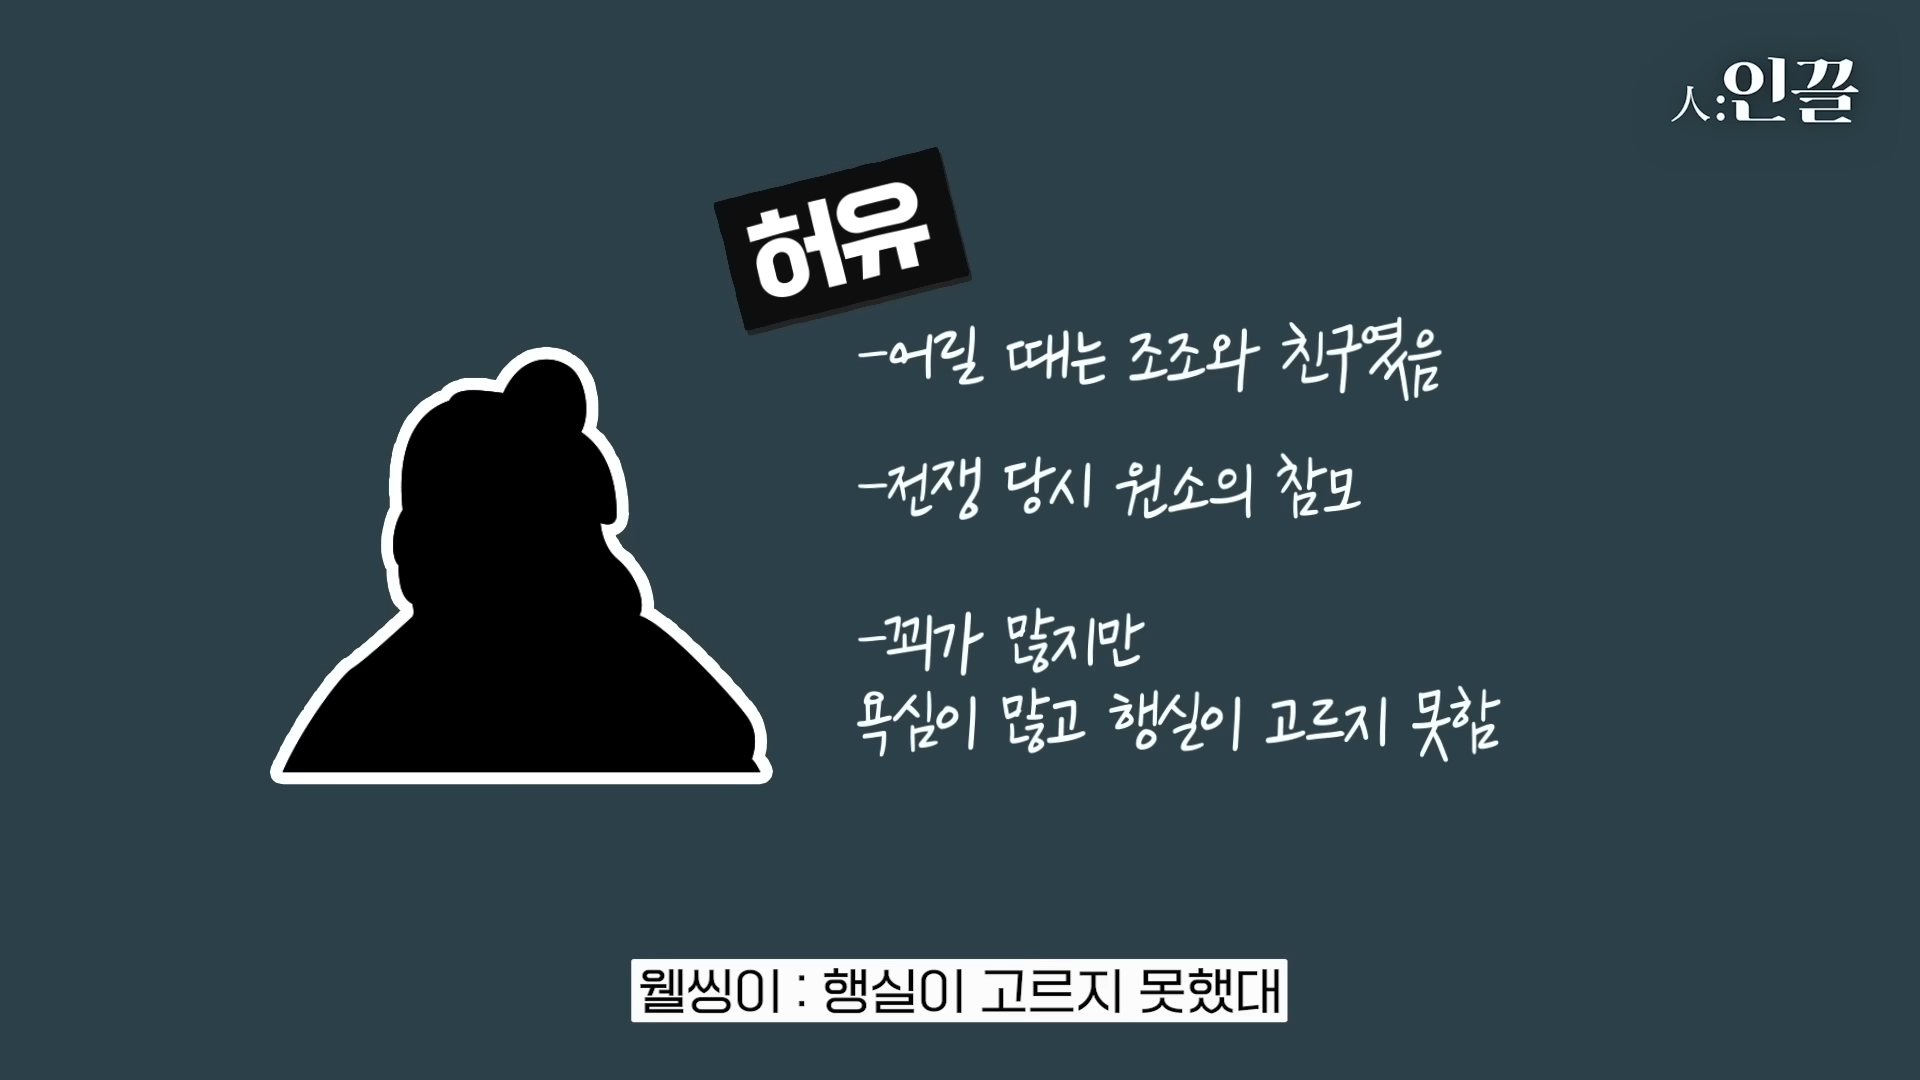 人:인끌
허유
-어릴 때는 조조와 친구였음
-전쟁 당시 원소의 참모
-꾀가 많지만
욕심이 많고 행실이 고르지 못함
웰씽이 : 행실이 고르지 못했대